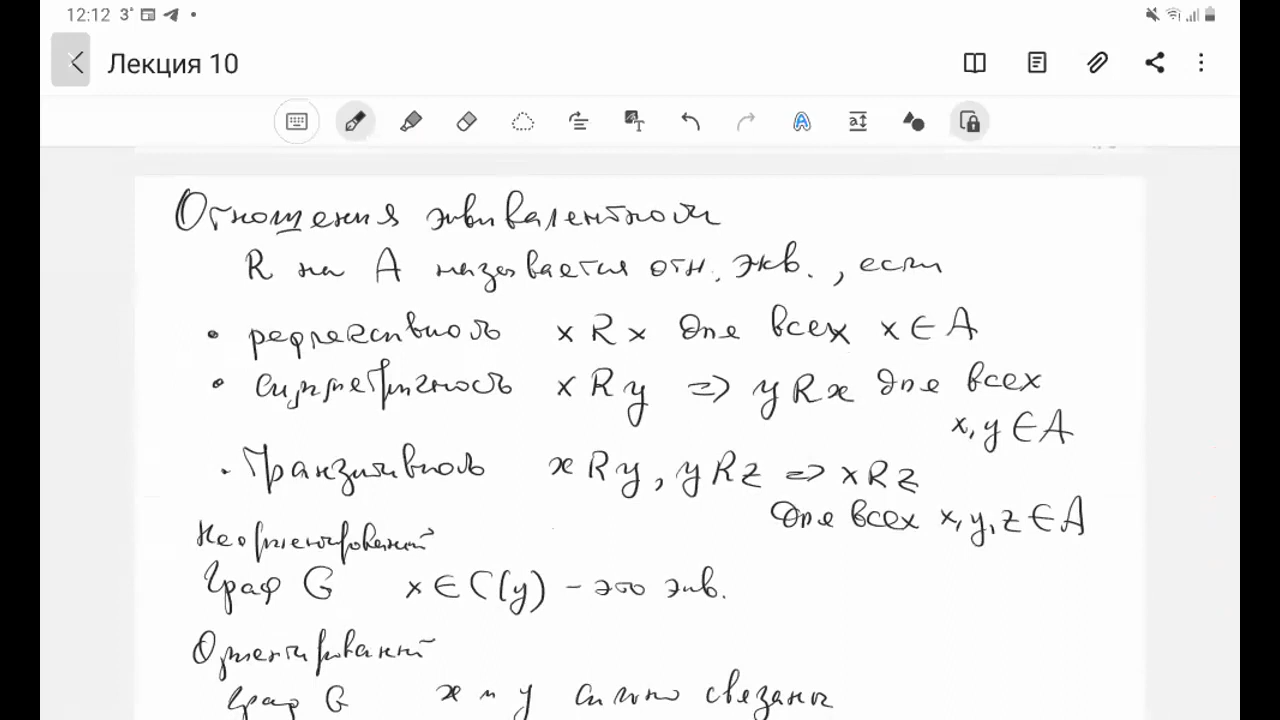 12:12 3°
Лекция 10
Отношения эквивалентности
R на A называется отн. экв., если
• рефлексивность x R x для всех x ∈ A
• симметричность x R y ⇒ y R x для всех
x, y ∈ A
• Транзитивность x R y, y R z ⇒ x R z
для всех x, y, z ∈ A
Неориентированный
граф G x ∈ C(y) – это экв.
Ориентированный
граф G x и y сильно связаны